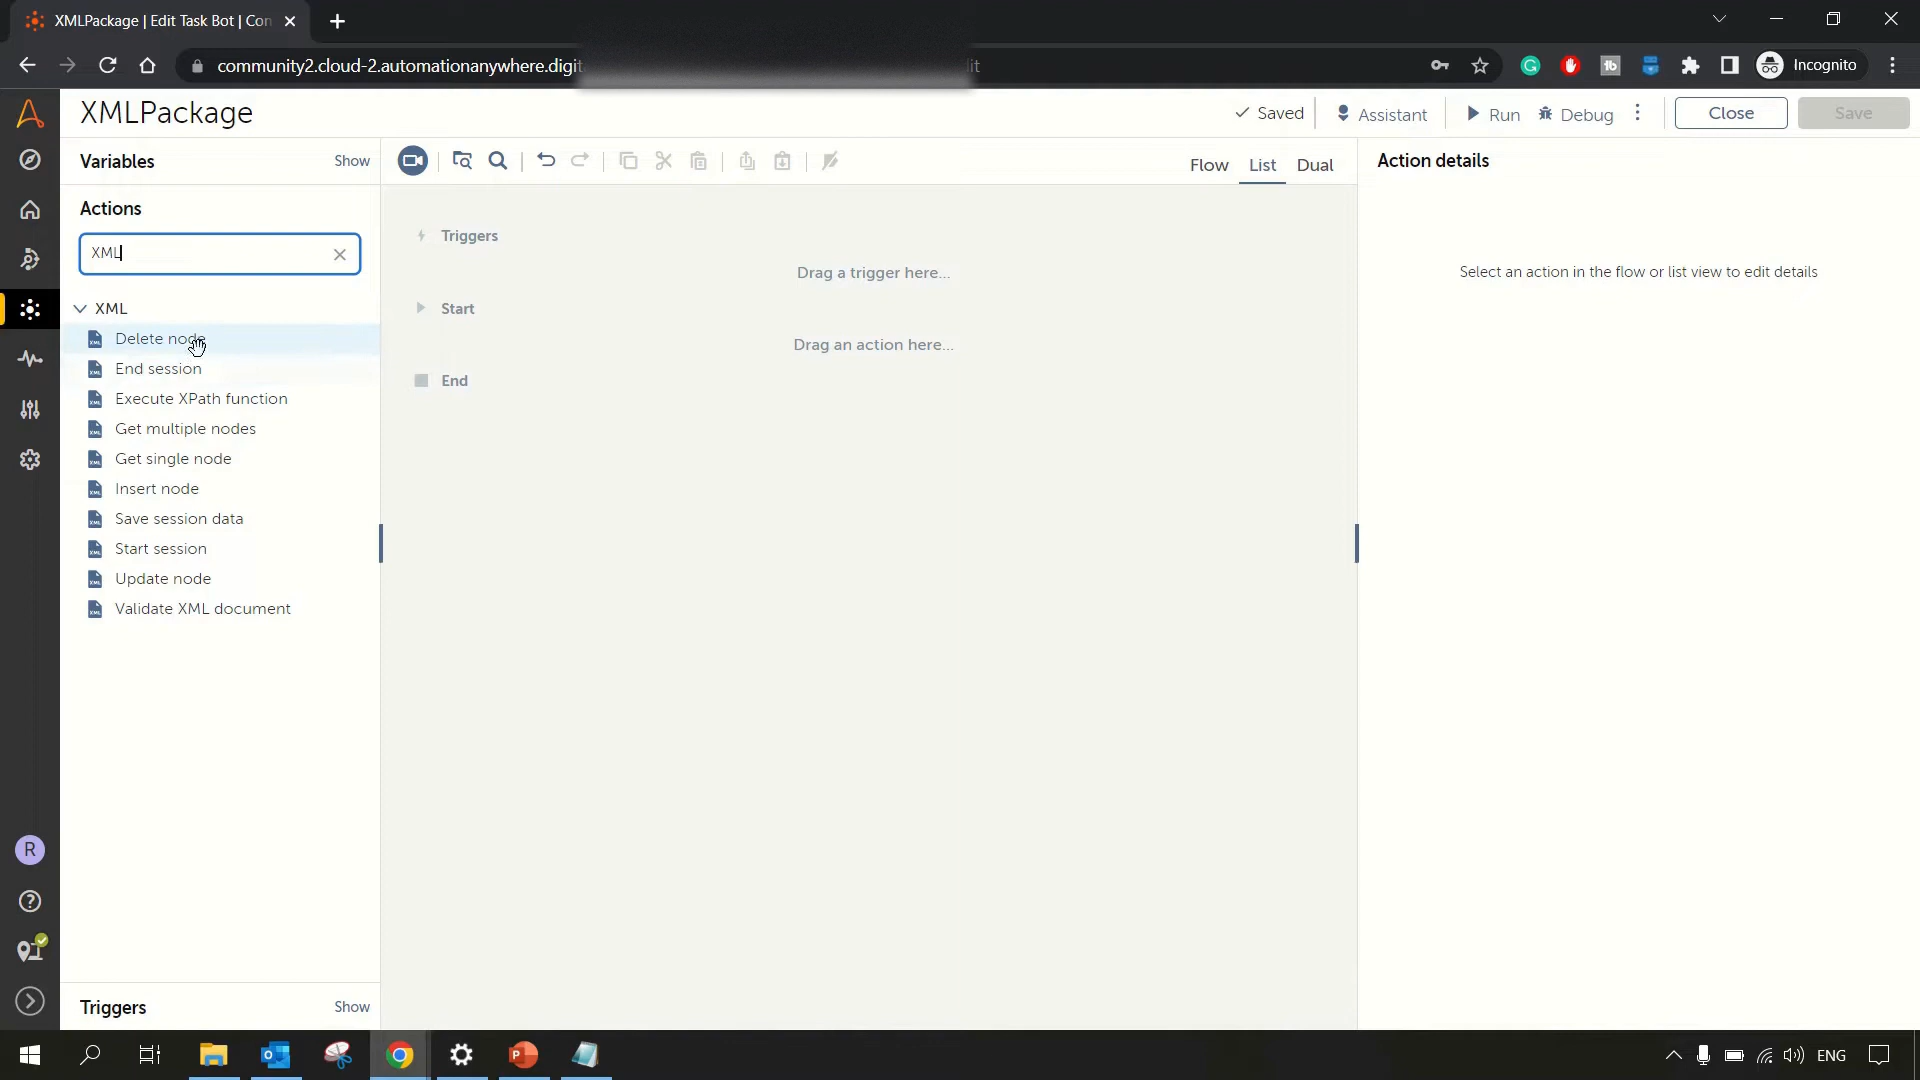 XMLPackage | Edit Task Bot | Con
community2.cloud-2.automationanywhere.digit
lit
Incognito
XMLPackage
Saved
Assistant
Run
Debug
Close
Save
Variables
Show
Flow
List
Dual
Action details
Actions
XML
Triggers
Drag a trigger here...
Select an action in the flow or list view to edit details
XML
Start
Delete node
Drag an action here...
End session
End
Execute XPath function
Get multiple nodes
Get single node
Insert node
Save session data
Start session
Update node
Validate XML document
R
Triggers
Show
ENG